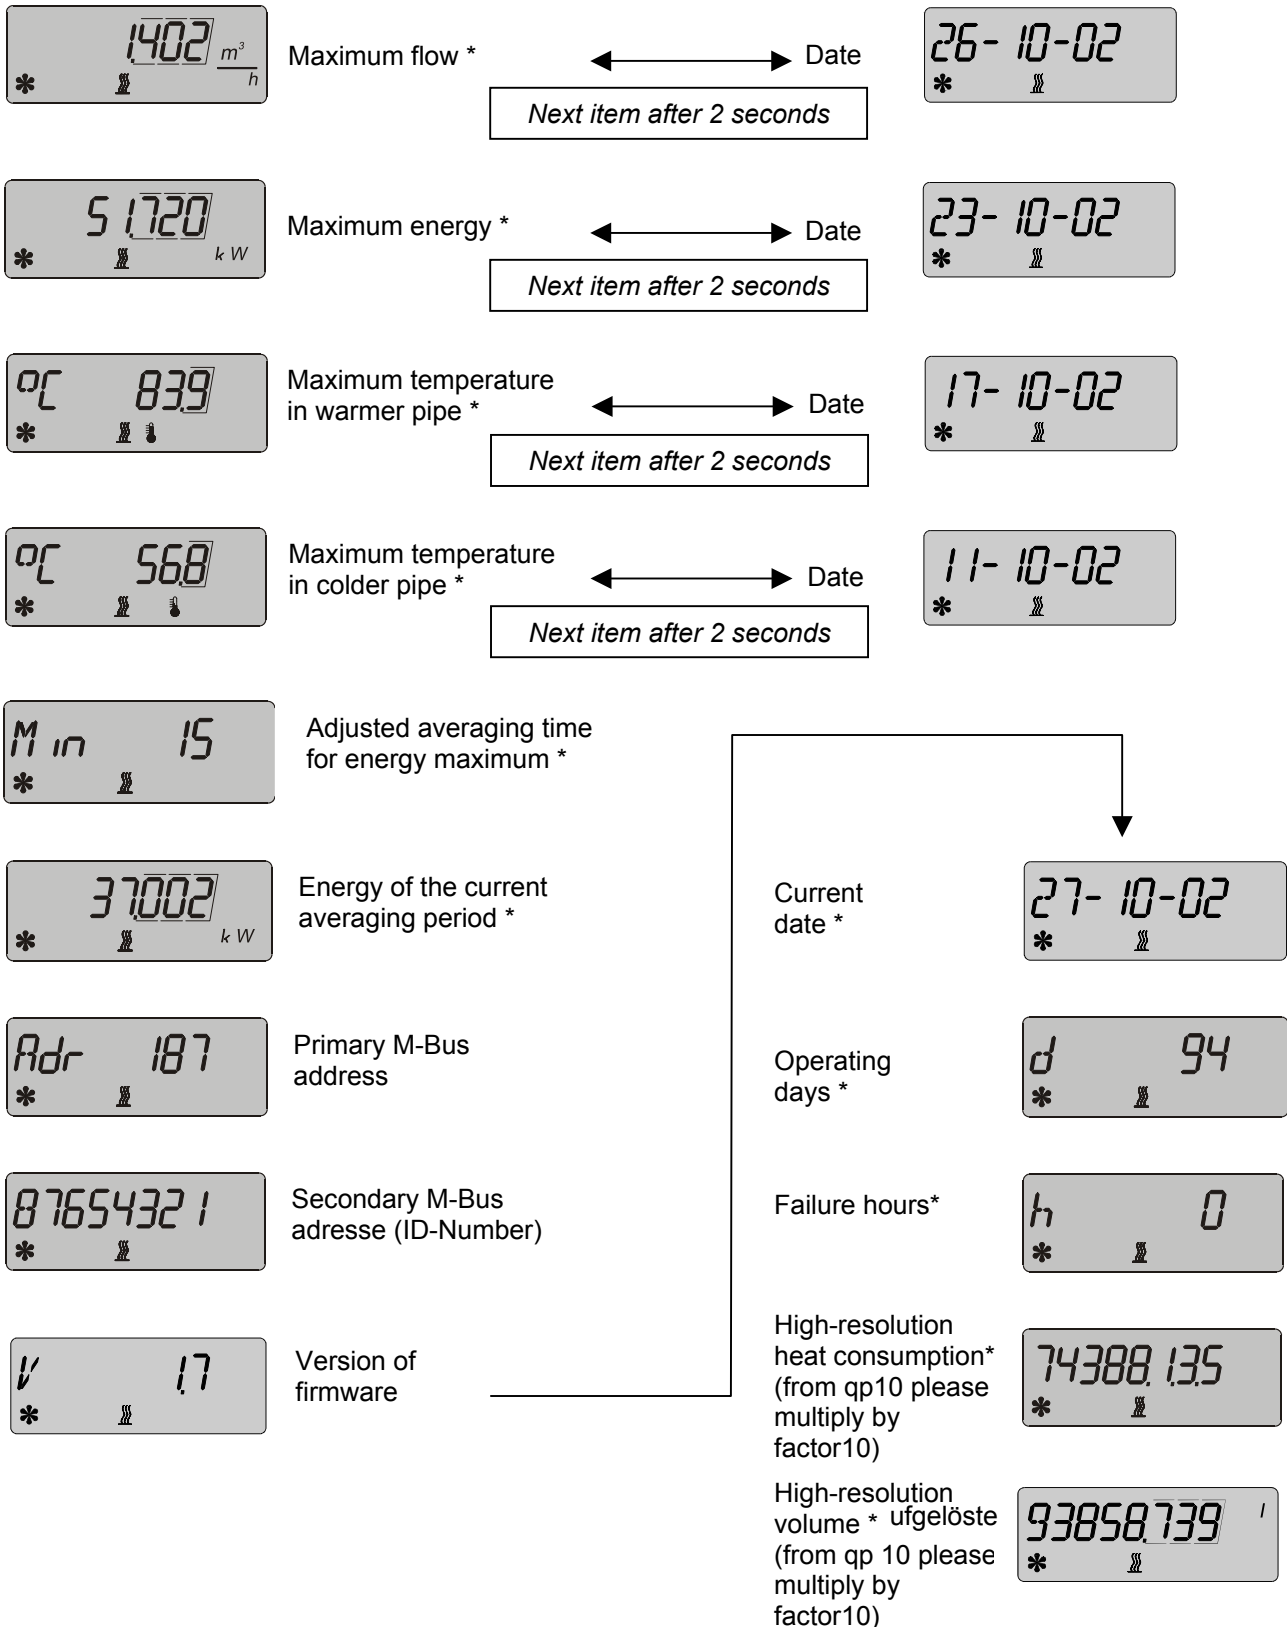 1.402 m³/h
Maximum flow *
Date
26-10-02
Next item after 2 seconds
51.720 kW
Maximum energy *
Date
23-10-02
Next item after 2 seconds
°C 83.9
Maximum temperature
in warmer pipe *
Date
17-10-02
Next item after 2 seconds
°C 56.8
Maximum temperature
in colder pipe *
Date
11-10-02
Next item after 2 seconds
Min 15
Adjusted averaging time
for energy maximum *
37.002 kW
Energy of the current
averaging period *
Adr 187
Primary M-Bus
address
87654321
Secondary M-Bus
adresse (ID-Number)
V 1.7
Version of
firmware
Current
date *
27-10-02
Operating
days *
d 94
Failure hours*
h 0
High-resolution
heat consumption*
(from qp10 please
multiply by
factor10)
74388.1.3.5
High-resolution
volume * ufgelöste
(from qp 10 please
multiply by
factor10)
93858.739 l